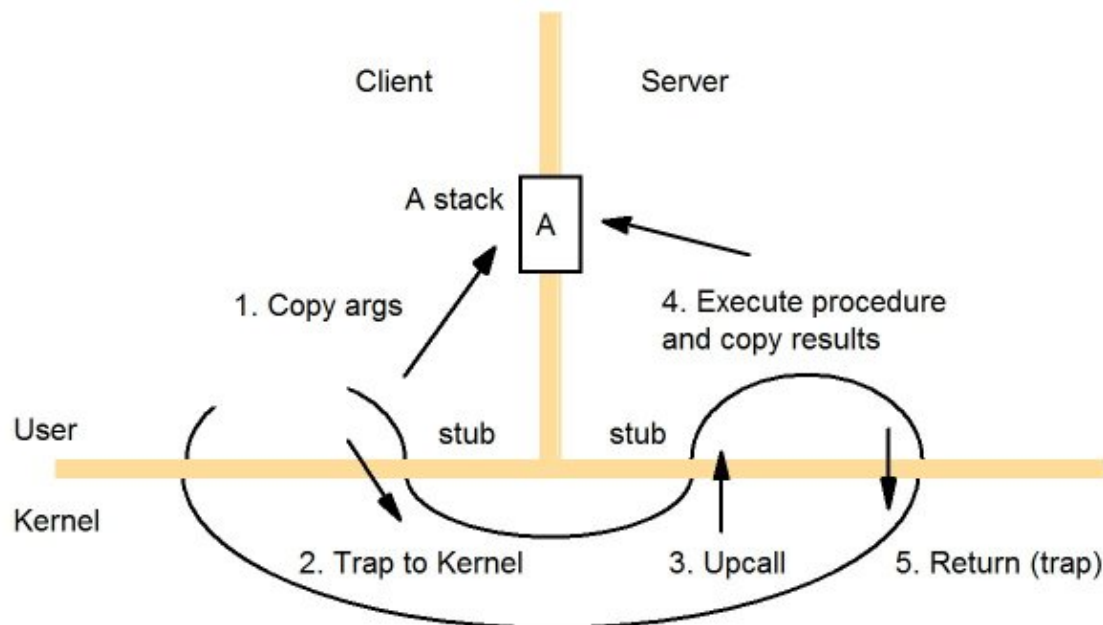 Client
Server
A stack
A
1. Copy args
4. Execute procedure
and copy results
User
stub
stub
Kernel
2. Trap to Kernel
3. Upcall
5. Return (trap)